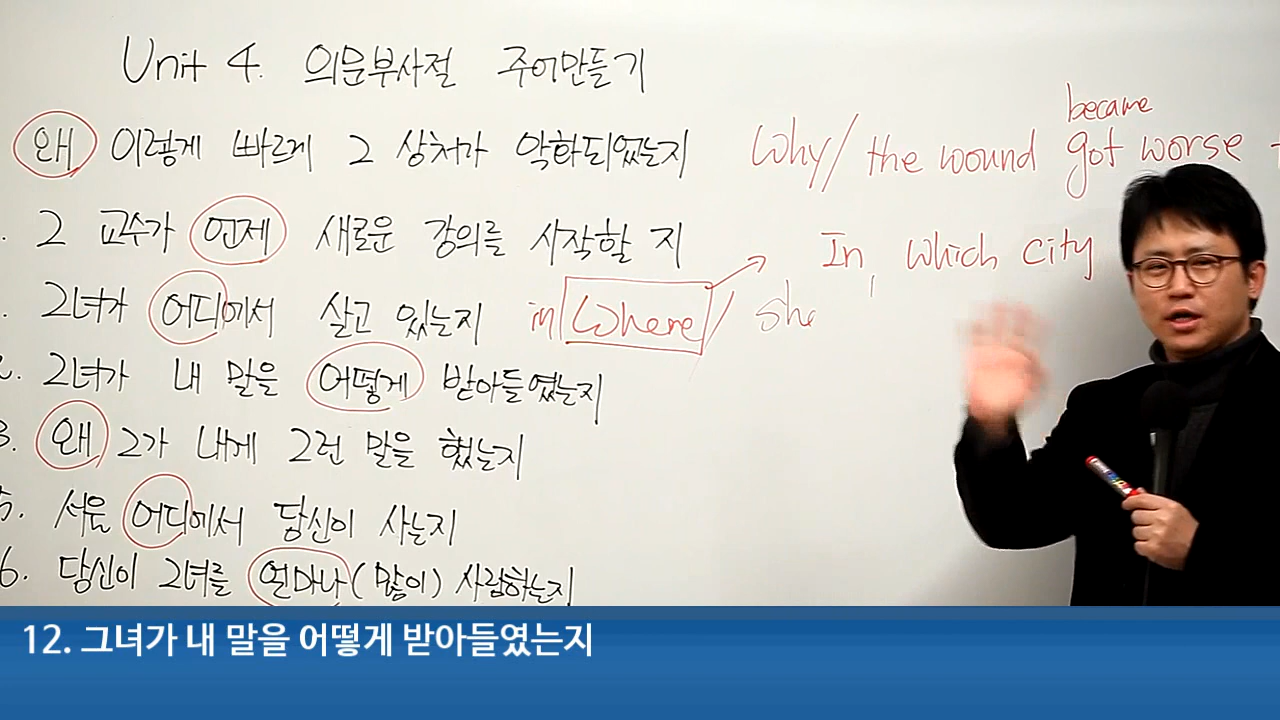 Unit 4. 의문부사절 주어만들기
became
왜 이렇게 빠르게 그 상처가 악화되었는지 Why/ the wound got worse
그 교수가 언제 새로운 강의를 시작할 지 In which city
그녀가 어디에서 살고 있는지 in where / she
2. 그녀가 내 말을 어떻게 받아들였는지
3. 왜 그가 내게 그런 말을 했는지
5. 서울 어디에서 당신이 사는지
6. 당신이 그녀를 얼마나 (많이) 사랑하는지
12. 그녀가 내 말을 어떻게 받아들였는지